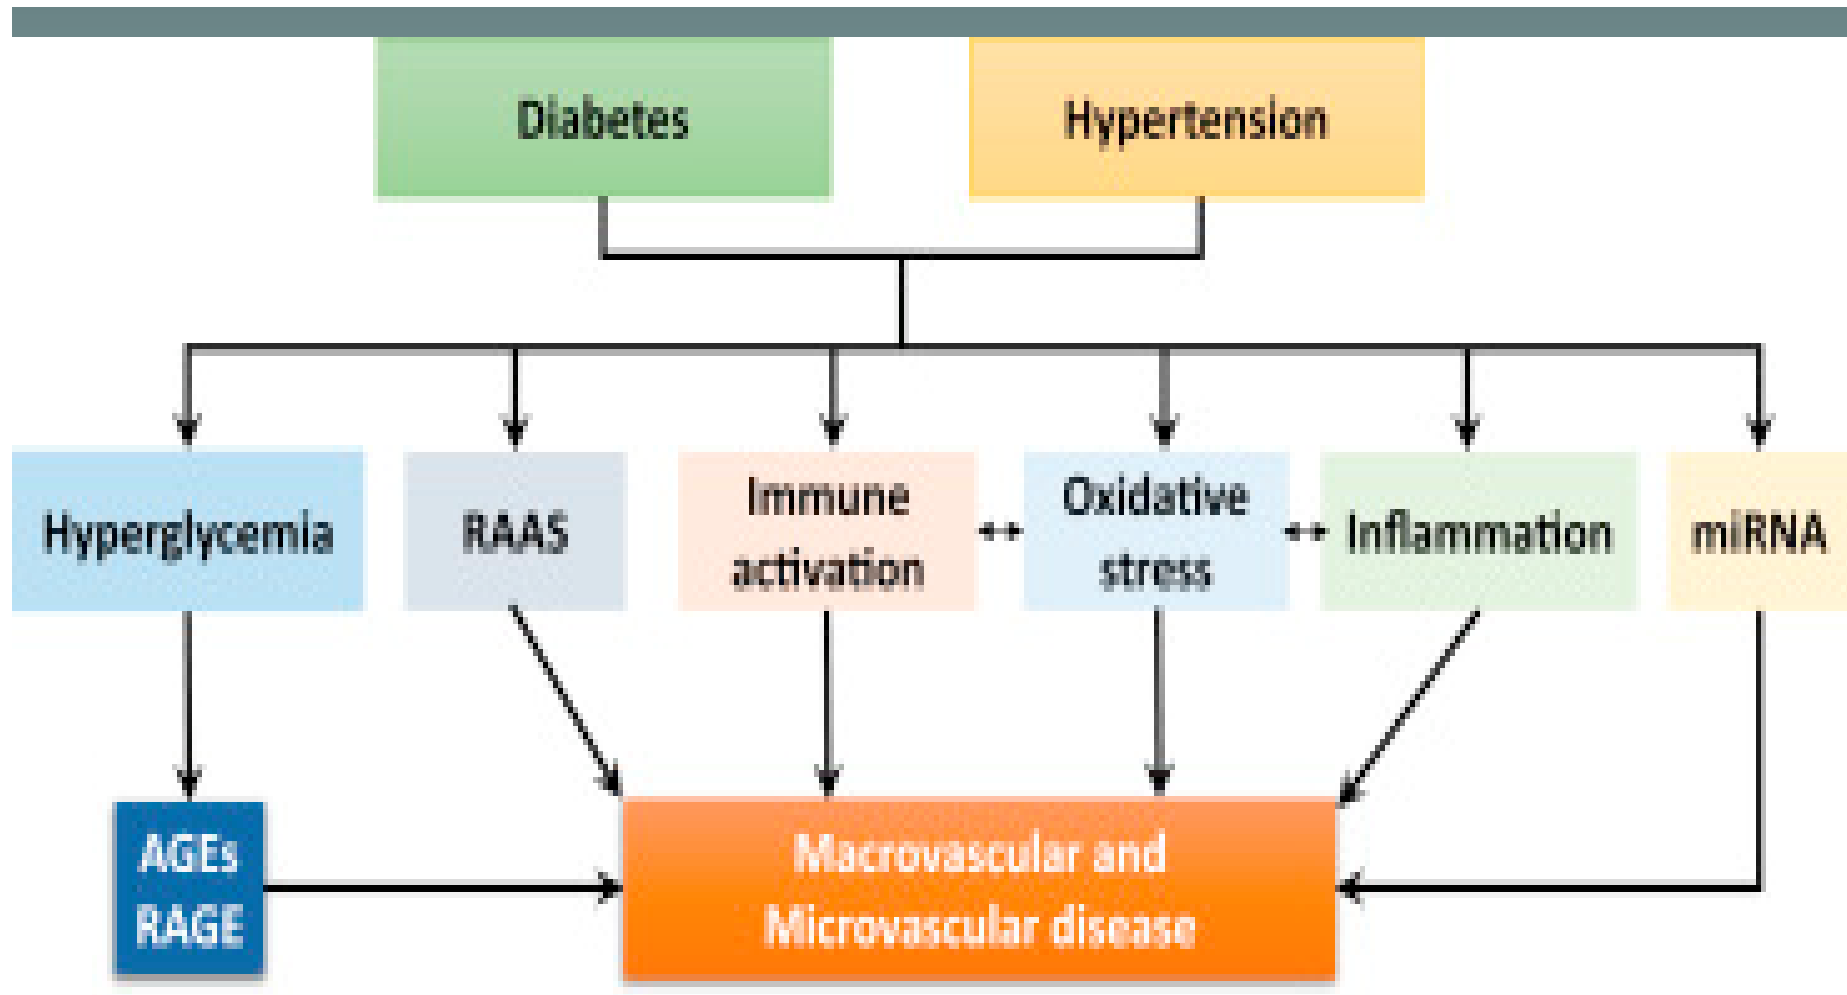 Diabetes
Hypertension
Hyperglycemia
RAAS
Immune
activation
Oxidative
stress
Inflammation
miRNA
AGEs
RAGE
Macrovascular and
Microvascular disease